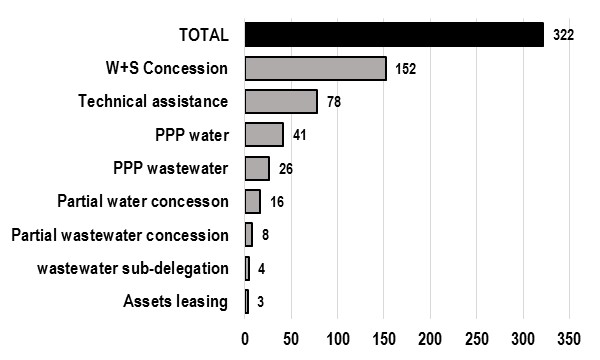 TOTAL 322
W+S Concession 152
Technical assistance 78
PPP water 41
PPP wastewater 26
Partial water concesson 16
Partial wastewater concession 8
wastewater sub-delegation 4
Assets leasing 3
0 50 100 150 200 250 300 350